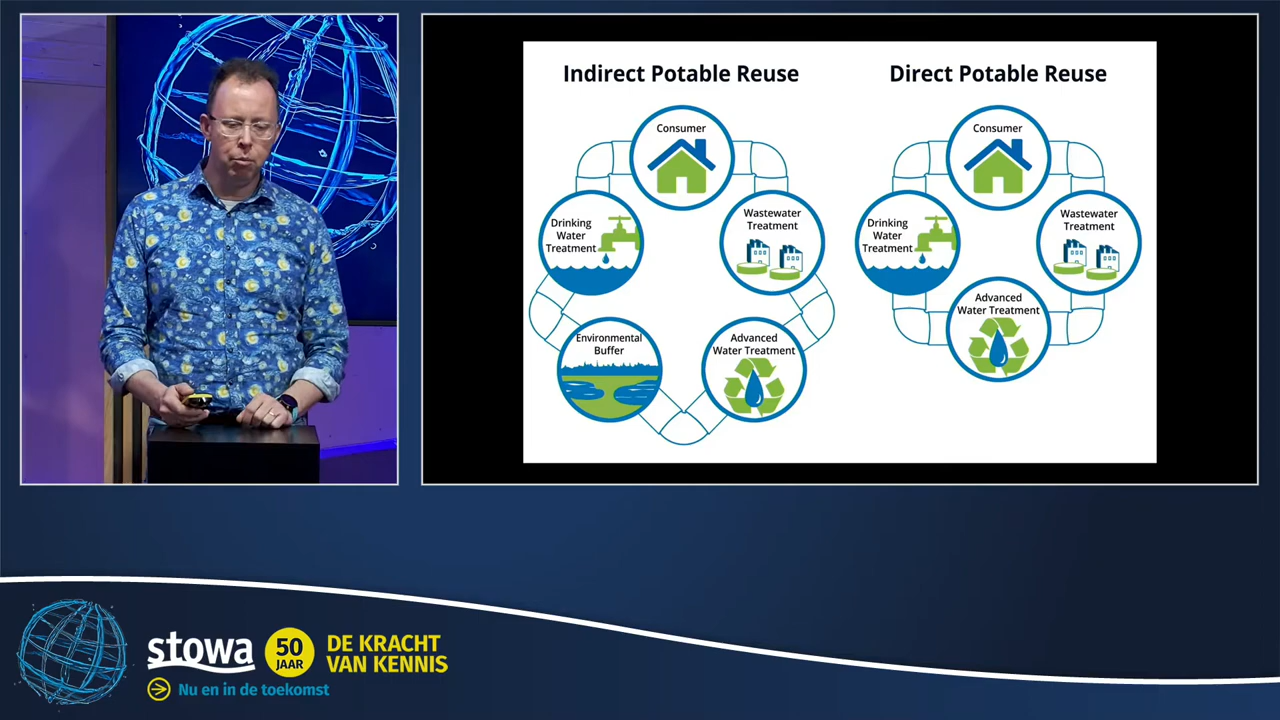 Indirect Potable Reuse
Consumer
Drinking
Water
Treatment
Wastewater
Treatment
Environmental
Buffer
Advanced
Water Treatment
Direct Potable Reuse
Consumer
Drinking
Water
Treatment
Wastewater
Treatment
Advanced
Water Treatment
stowa
50
JAAR
DE KRACHT
VAN KENNIS
Nu en in de toekomst